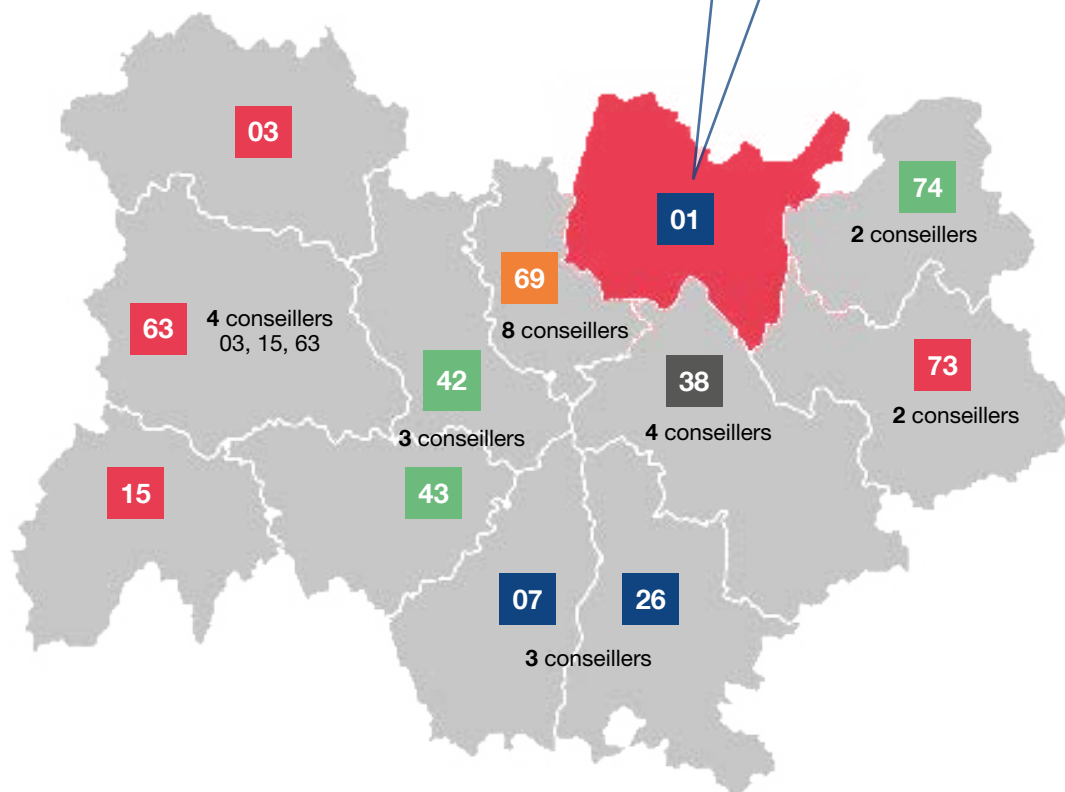 03
01
74
2 conseillers
69
8 conseillers
63
4 conseillers
03, 15, 63
42
3 conseillers
38
4 conseillers
73
2 conseillers
15
43
07
26
3 conseillers